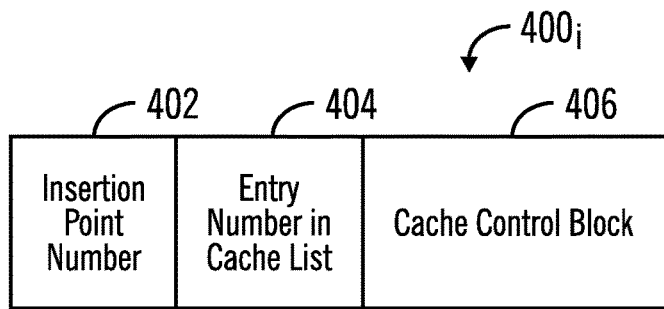 400i
402
404
406
Insertion
Point
Number
Entry
Number in
Cache List
Cache Control Block